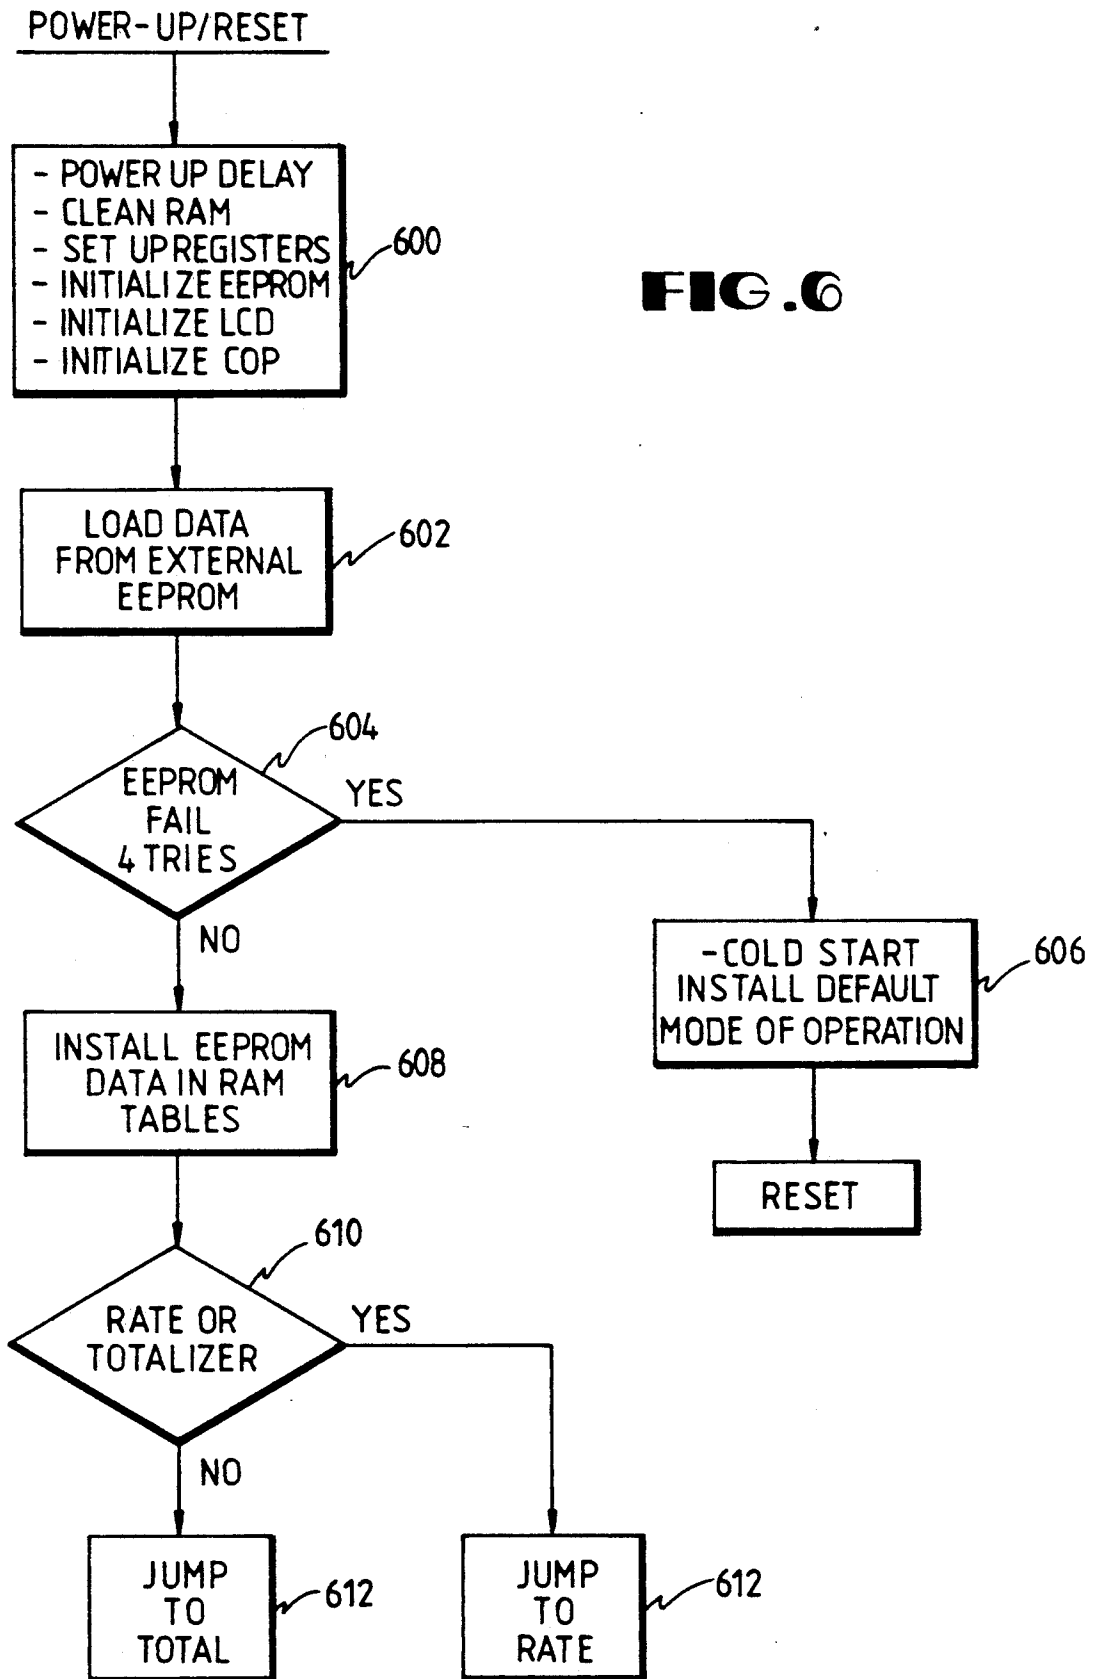 POWER-UP/RESET
- POWER UP DELAY
- CLEAN RAM
- SET UP REGISTERS
- INITIALIZE EEPROM
- INITIALIZE LCD
- INITIALIZE COP
600
FIG.6
LOAD DATA
FROM EXTERNAL
EEPROM
602
604
EEPROM
FAIL
4 TRIES
YES
NO
-COLD START
INSTALL DEFAULT
MODE OF OPERATION
606
INSTALL EEPROM
DATA IN RAM
TABLES
608
RESET
610
RATE OR
TOTALIZER
YES
NO
JUMP
TO
TOTAL
612
JUMP
TO
RATE
612